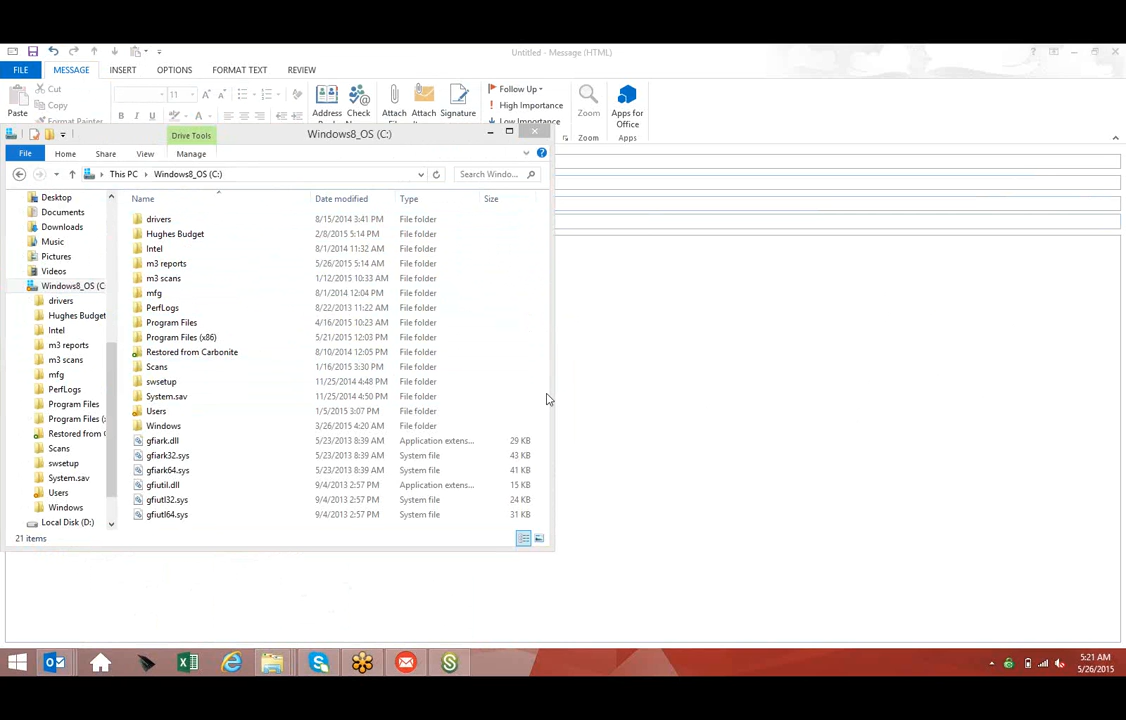 Untitled - Message (HTML)
FILE MESSAGE INSERT OPTIONS FORMAT TEXT REVIEW
Cut
Copy
Format Painter
Paste
11
Address
Check
Attach
Attach
Signature
Follow Up
High Importance
Low Importance
Zoom
Apps for
Office
Zoom
Apps
Drive Tools
Windows8_OS (C:)
File Home Share View Manage
This PC Windows8_OS (C:)
Search Windo...
Name Date modified Type Size
Desktop
Documents
Downloads
Music
Pictures
Videos
Windows8_OS (C:
drivers
Hughes Budget
Intel
m3 reports
m3 scans
mfg
PerfLogs
Program Files
Program Files (
Restored from
Scans
swsetup
System.sav
Users
Windows
Local Disk (D:)
drivers 8/15/2014 3:41 PM File folder
Hughes Budget 2/8/2015 5:14 PM File folder
Intel 8/1/2014 11:32 AM File folder
m3 reports 5/26/2015 5:14 AM File folder
m3 scans 1/12/2015 10:33 AM File folder
mfg 8/1/2014 12:04 PM File folder
PerfLogs 8/22/2013 11:22 AM File folder
Program Files 4/16/2015 10:23 AM File folder
Program Files (x86) 5/21/2015 12:03 PM File folder
Restored from Carbonite 8/10/2014 12:05 PM File folder
Scans 1/16/2015 3:30 PM File folder
swsetup 11/25/2014 4:48 PM File folder
System.sav 11/25/2014 4:50 PM File folder
Users 1/5/2015 3:07 PM File folder
Windows 3/26/2015 4:20 AM File folder
gfiark.dll 5/23/2013 8:39 AM Application extens... 29 KB
gfiark32.sys 5/23/2013 8:39 AM System file 43 KB
gfiark64.sys 5/23/2013 8:39 AM System file 41 KB
gfiutil.dll 9/4/2013 2:57 PM Application extens... 15 KB
gfiutl32.sys 9/4/2013 2:57 PM System file 24 KB
gfiutl64.sys 9/4/2013 2:57 PM System file 31 KB
21 items
5:21 AM
5/26/2015